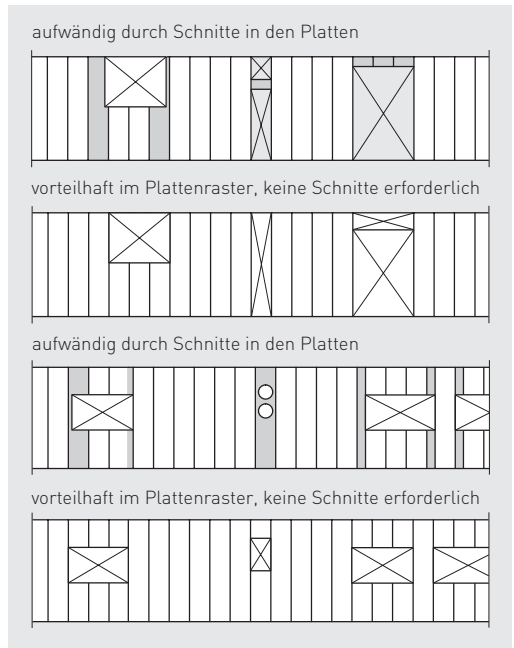 aufwändig durch Schnitte in den Platten
vorteilhaft im Plattenraster, keine Schnitte erforderlich
aufwändig durch Schnitte in den Platten
vorteilhaft im Plattenraster, keine Schnitte erforderlich